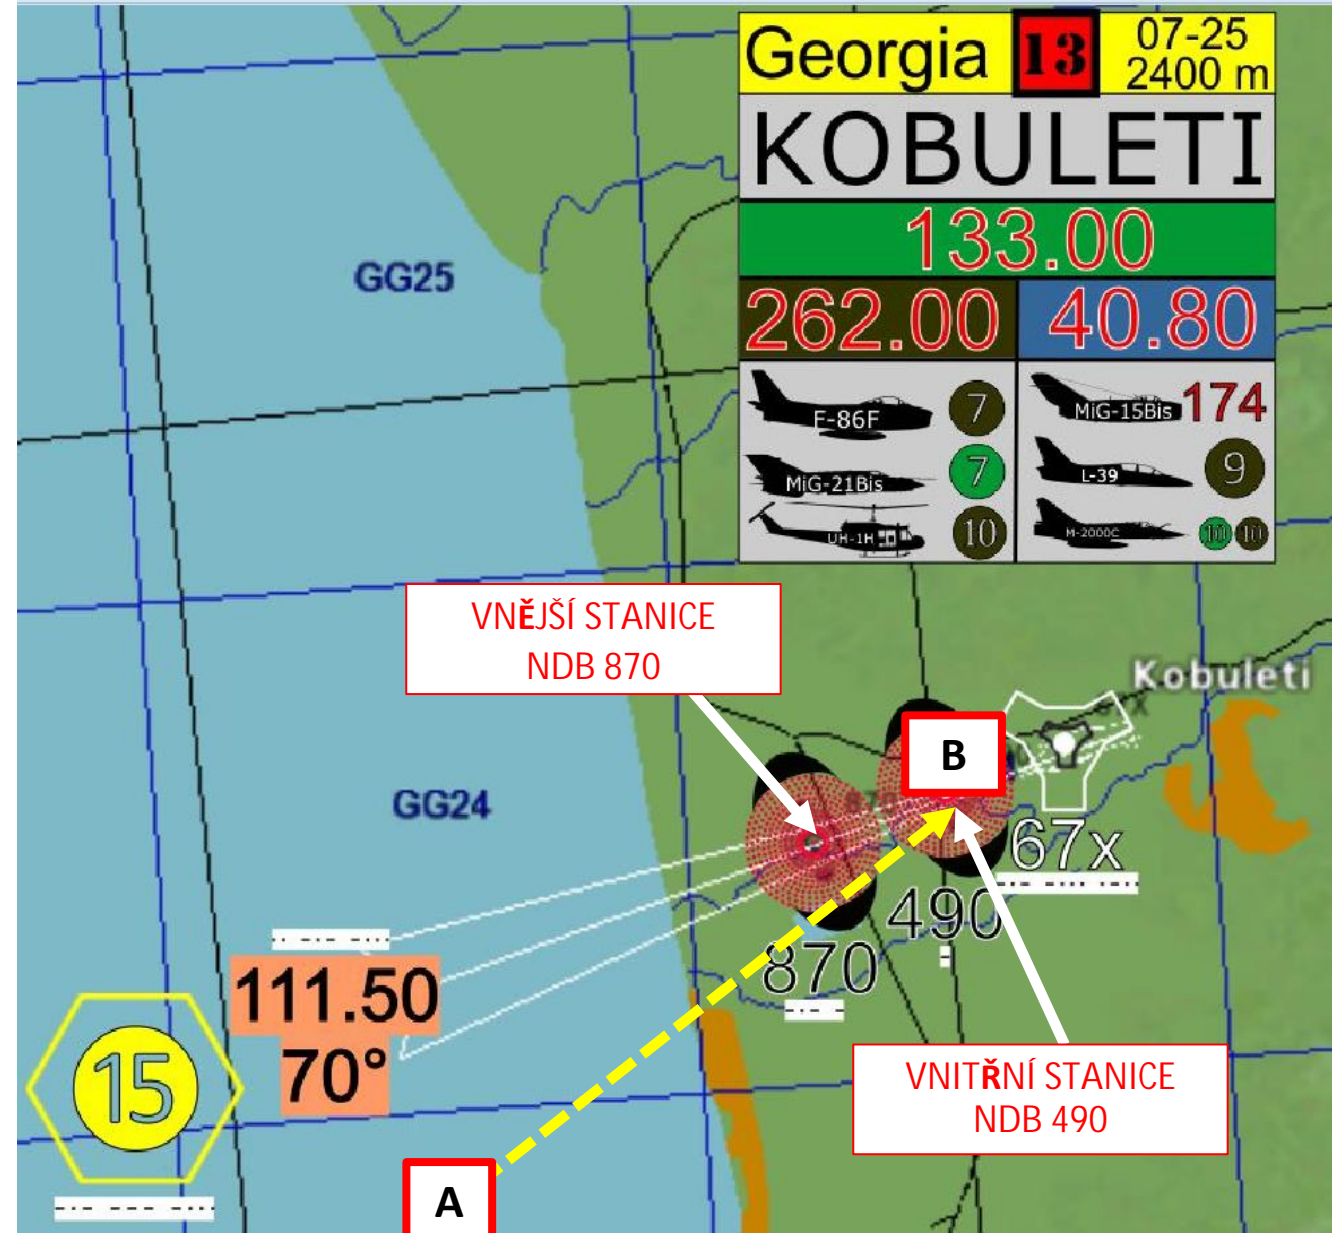 Georgia 13 07-25
2400 m
KOBULETI
133.00
262.00 40.80
F-86F 7
MiG-15Bis 174
MiG-21Bis 7
L-39 9
UH-1H 10
M-2000C 10 10
GG25
VNĚJŠÍ STANICE
NDB 870
Kobuleti
B
GG24
67x
490
870
111.50
70°
15
VNITŘNÍ STANICE
NDB 490
A